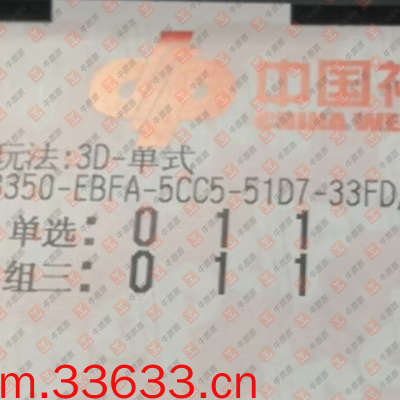 中国福
CHINA WE
玩法:3D-单式
3350-EBFA-5CC5-51D7-33FD
单选: 0 1 1
组三: 0 1 1
m.33633.cn